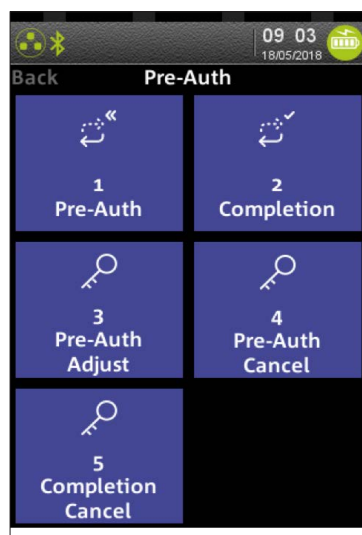 09 03
18/05/2018
Back Pre-Auth
1
Pre-Auth
2
Completion
3
Pre-Auth
Adjust
4
Pre-Auth
Cancel
5
Completion
Cancel